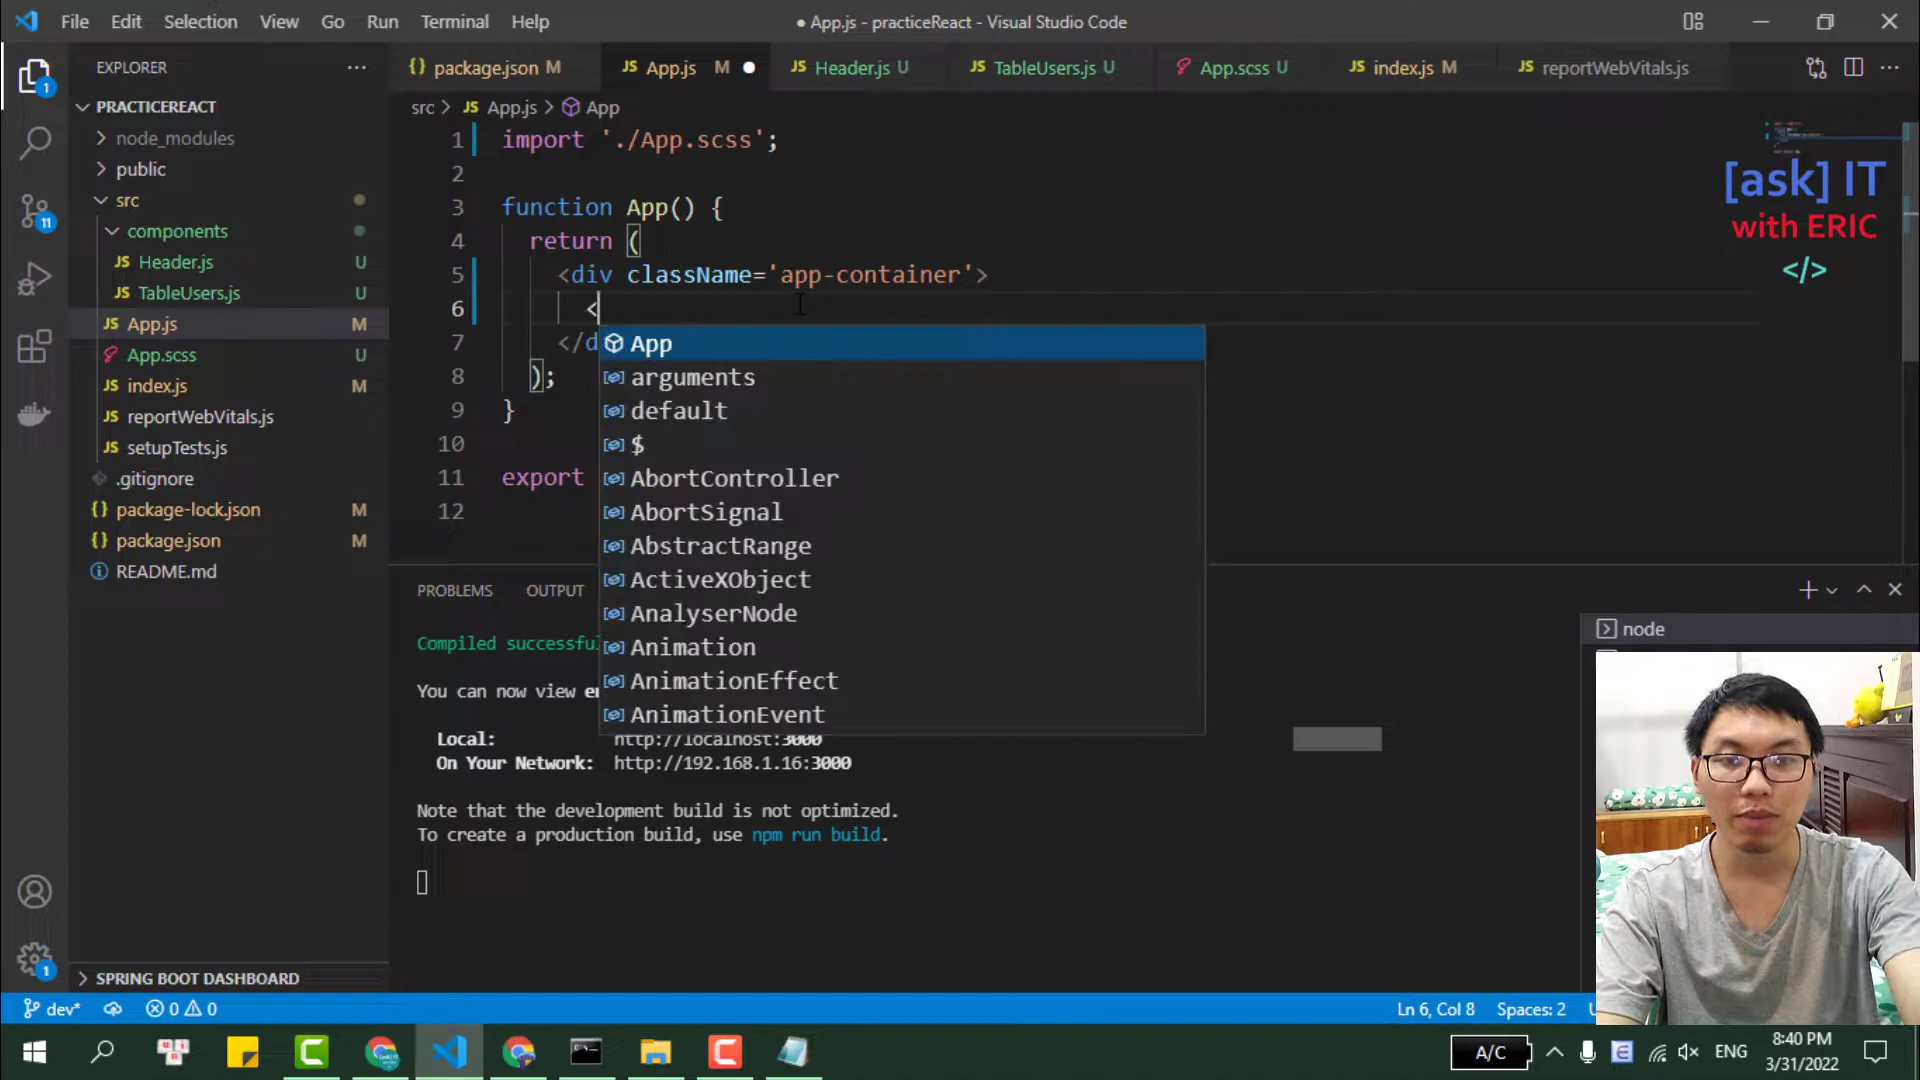 File Edit Selection View Go Run Terminal Help
● App.js - practiceReact - Visual Studio Code
EXPLORER
PRACTICEREACT
node_modules
public
src
components
Header.js U
TableUsers.js U
App.js M
App.scss U
index.js M
reportWebVitals.js
setupTests.js
.gitignore
package-lock.json M
package.json M
README.md
SPRING BOOT DASHBOARD
package.json M
App.js M
Header.js U
TableUsers.js U
App.scss U
index.js M
reportWebVitals.js
src > JS App.js > App
1 import './App.scss';
2
3 function App() {
4 return (
5 <div className='app-container'>
6 <
7 </d
8 );
9 }
10
11 export
12
App
arguments
default
$
AbortController
AbortSignal
AbstractRange
ActiveXObject
AnalyserNode
Animation
AnimationEffect
AnimationEvent
[ask] IT
with ERIC
</>
PROBLEMS OUTPUT
Compiled successful
You can now view
Local: http://localhost:3000
On Your Network: http://192.168.1.16:3000
Note that the development build is not optimized.
To create a production build, use npm run build.
node
1
11
1
dev* 0 0
Ln 6, Col 8 Spaces: 2
A/C
ENG
8:40 PM
3/31/2022